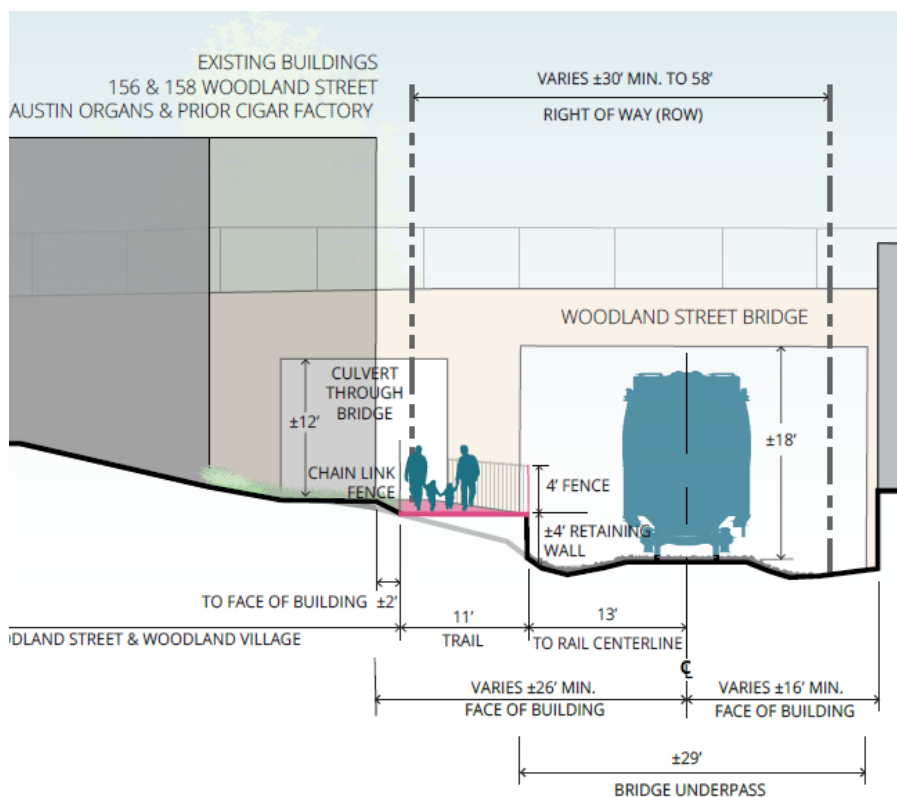 EXISTING BUILDINGS
156 & 158 WOODLAND STREET
AUSTIN ORGANS & PRIOR CIGAR FACTORY
VARIES ±30’ MIN. TO 58’
RIGHT OF WAY (ROW)
WOODLAND STREET BRIDGE
CULVERT
THROUGH
BRIDGE
±12’
±18’
CHAIN LINK
FENCE
4’ FENCE
±4’ RETAINING
WALL
TO FACE OF BUILDING ±2’
11’
TRAIL
13’
TO RAIL CENTERLINE
ODLAND STREET & WOODLAND VILLAGE
℄
VARIES ±26’ MIN.
FACE OF BUILDING
VARIES ±16’ MIN.
FACE OF BUILDING
±29’
BRIDGE UNDERPASS